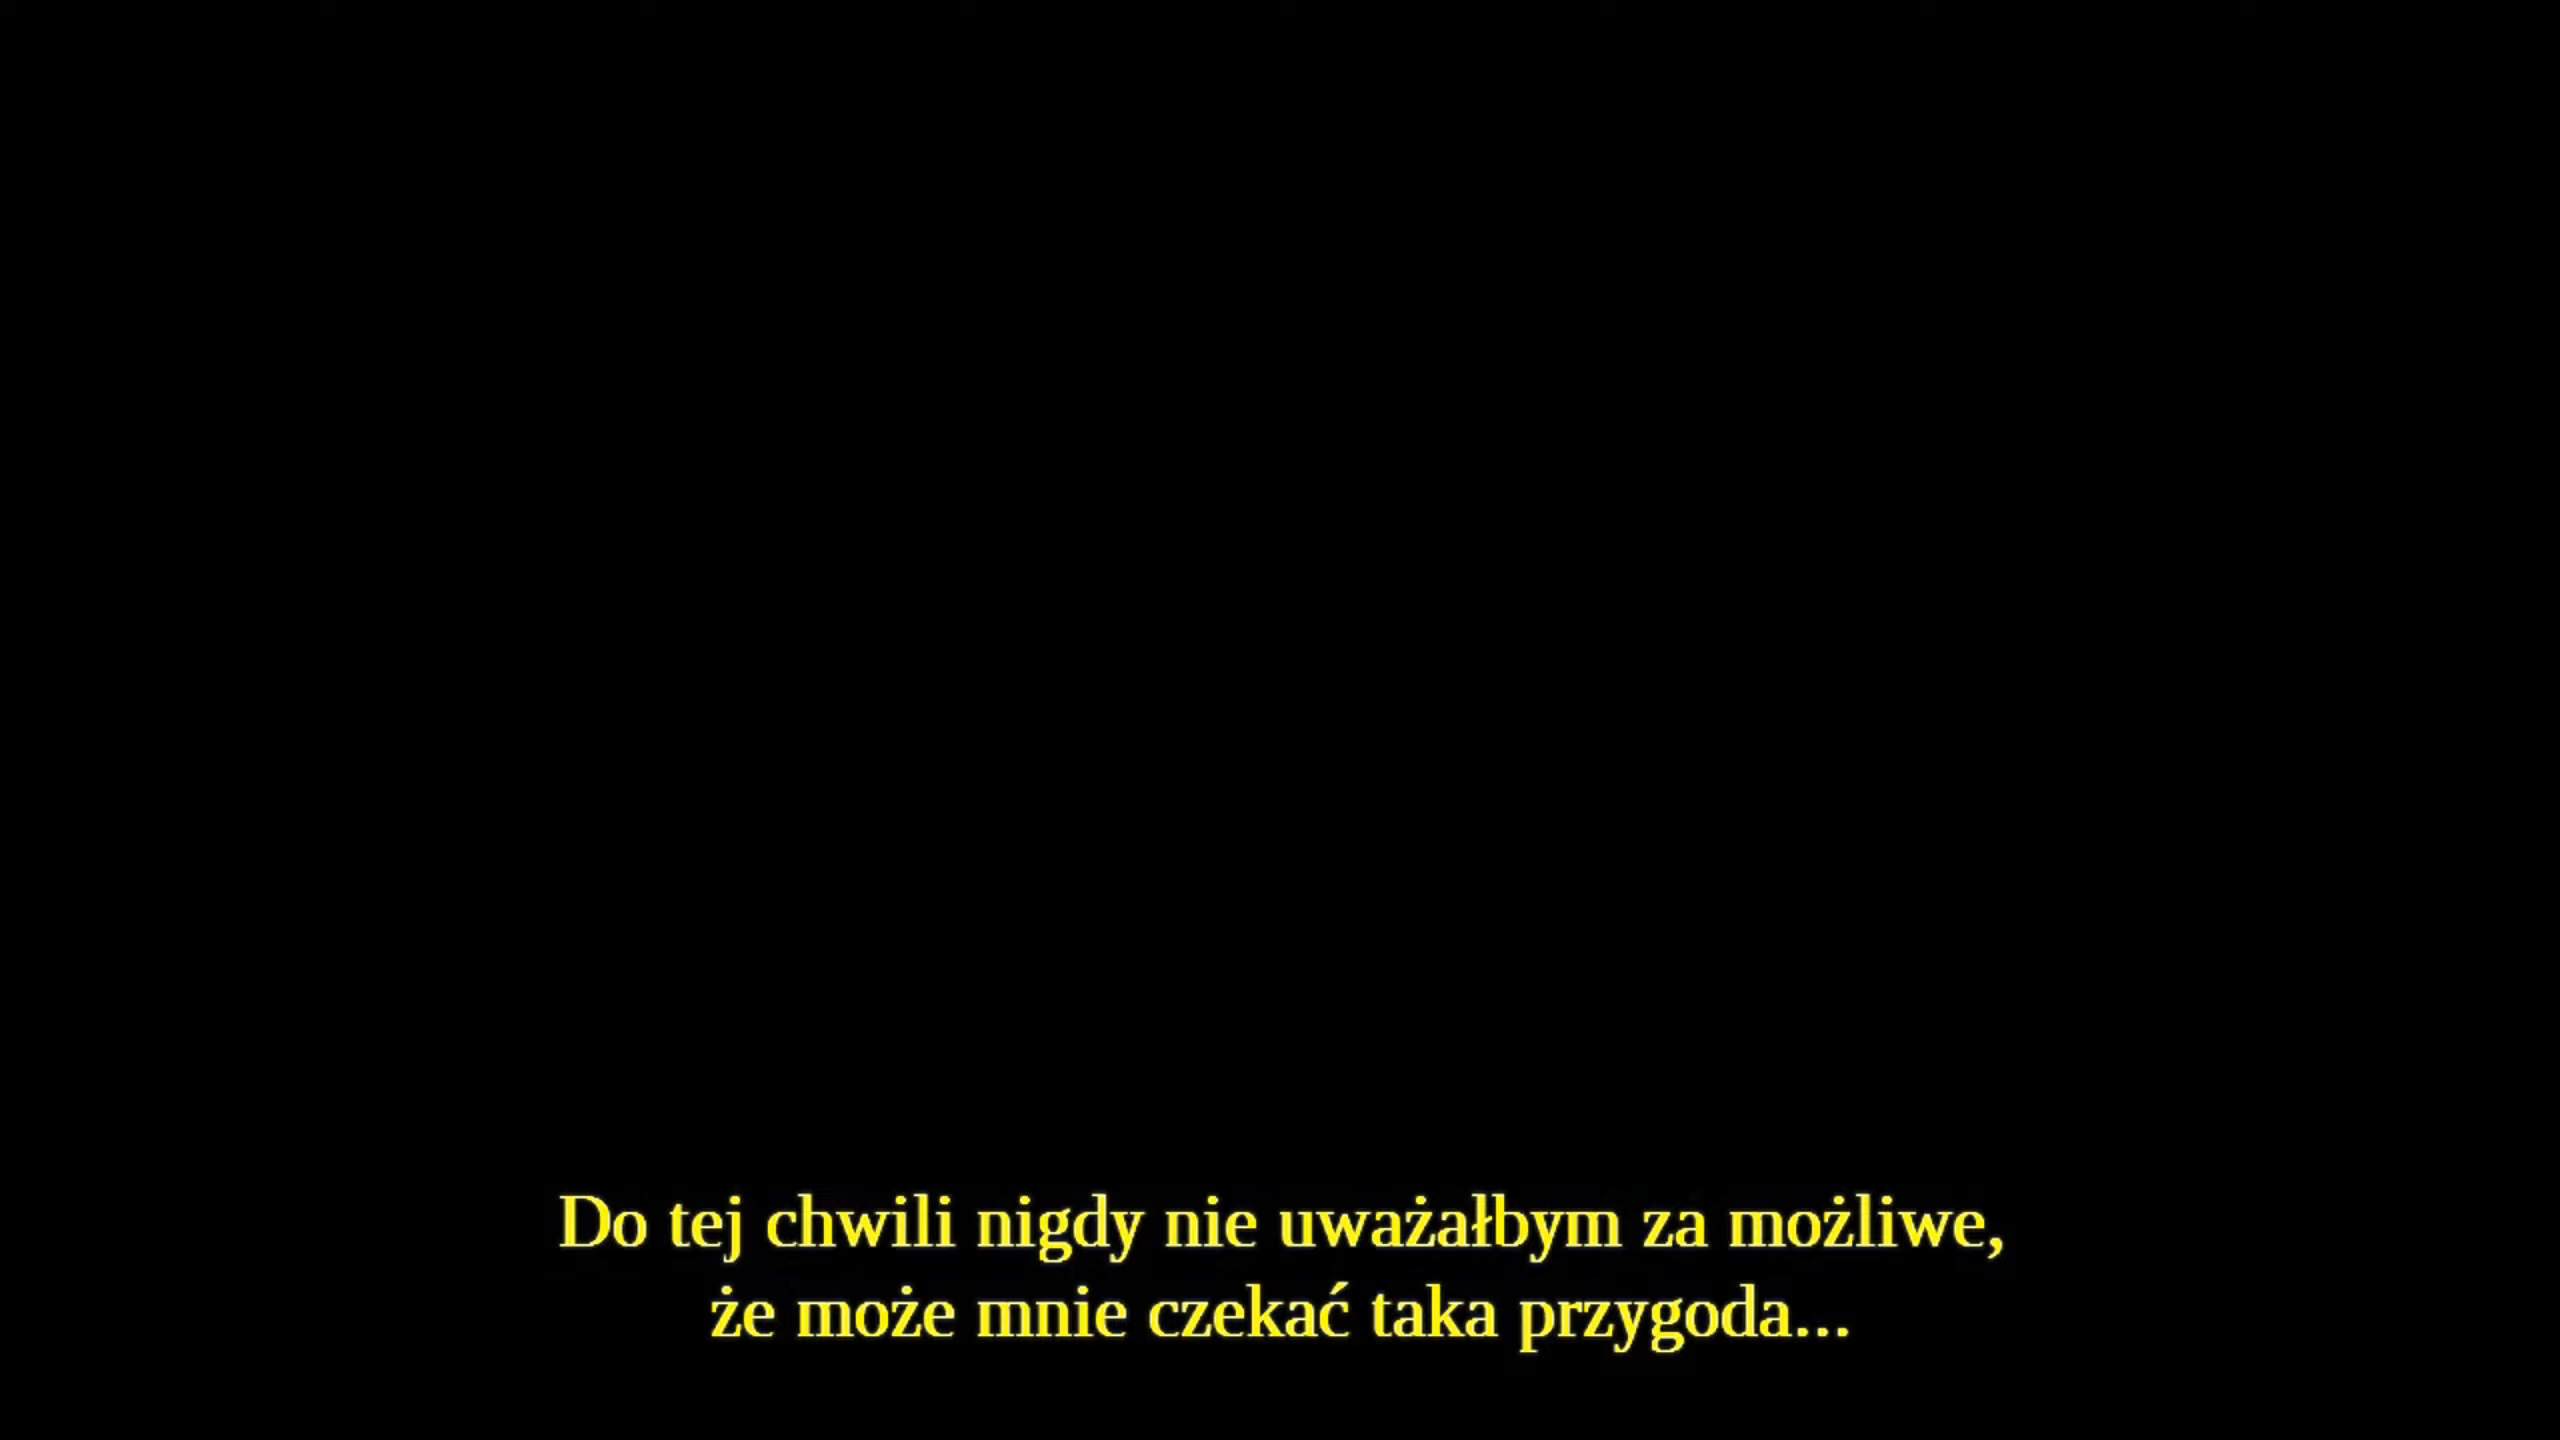 Do tej chwili nigdy nie uważałbym za możliwe,
że może mnie czekać taka przygoda...